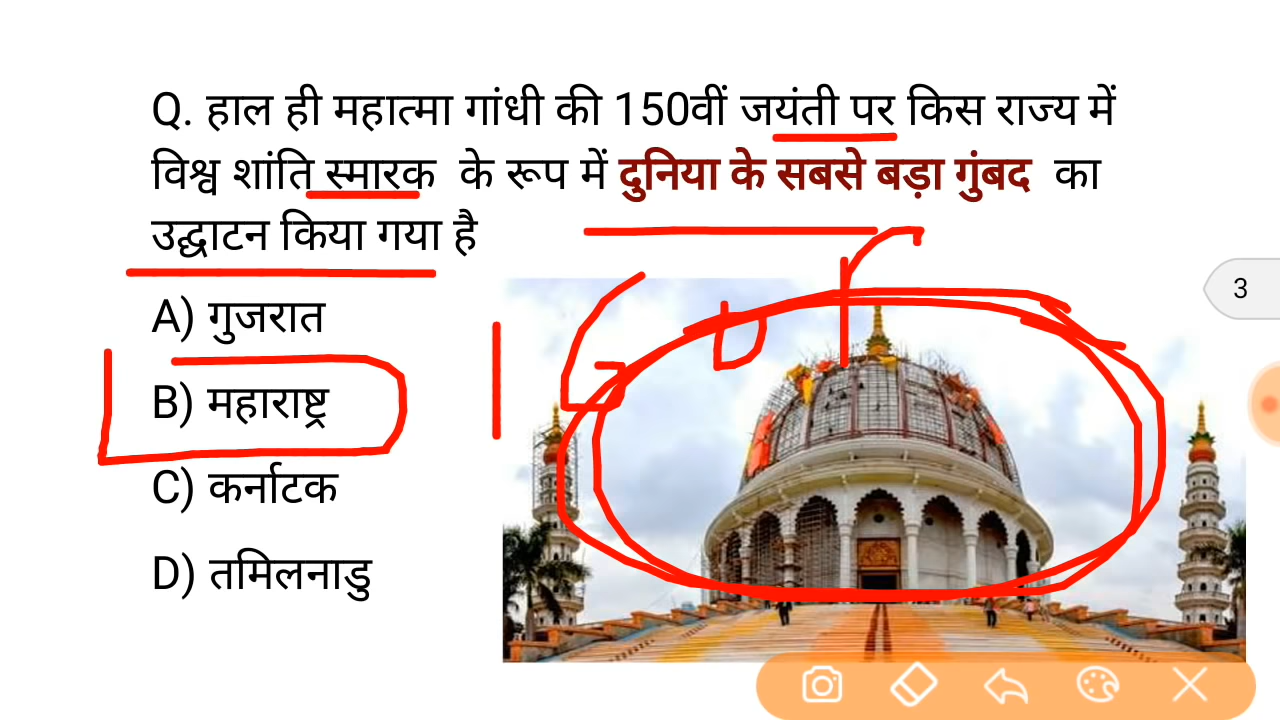 Q. हाल ही महात्मा गांधी की 150वीं जयंती पर किस राज्य में
विश्व शांति स्मारक के रूप में दुनिया के सबसे बड़ा गुंबद का
उद्घाटन किया गया है
A) गुजरात
B) महाराष्ट्र
C) कर्नाटक
D) तमिलनाडु
3